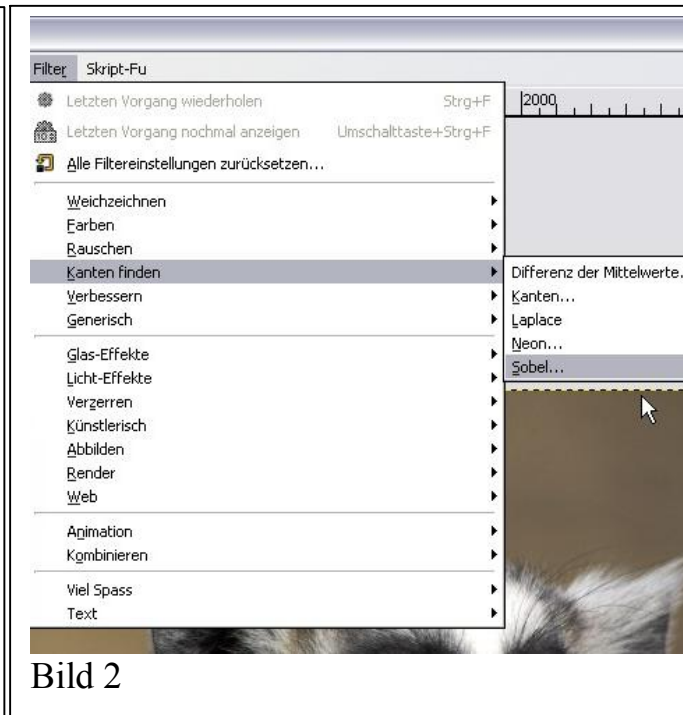 Filter Skript-Fu
Letzten Vorgang wiederholen Strg+F
Letzten Vorgang nochmal anzeigen Umschalttaste+Strg+F
Alle Filtereinstellungen zurücksetzen...
2000
Weichzeichnen
Farben
Rauschen
Kanten finden
Verbessern
Generisch
Differenz der Mittelwerte.
Kanten...
Laplace
Neon...
Sobel...
Glas-Effekte
Licht-Effekte
Verzerren
Künstlerisch
Abbilden
Render
Web
Animation
Kombinieren
Viel Spass
Text
Bild 2